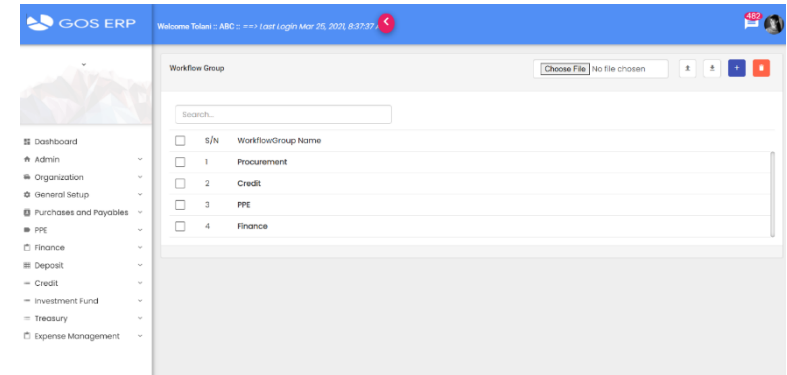 GOS ERP
Welcome Tolani :: ABC :: ==> Last Login Mar 25, 2021, 8:37:37
482
Workflow Group
Choose File No file chosen
Search...
S/N WorkflowGroup Name
1 Procurement
2 Credit
3 PPE
4 Finance
Dashboard
Admin
Organization
General Setup
Purchases and Payables
PPE
Finance
Deposit
Credit
Investment Fund
Treasury
Expense Management